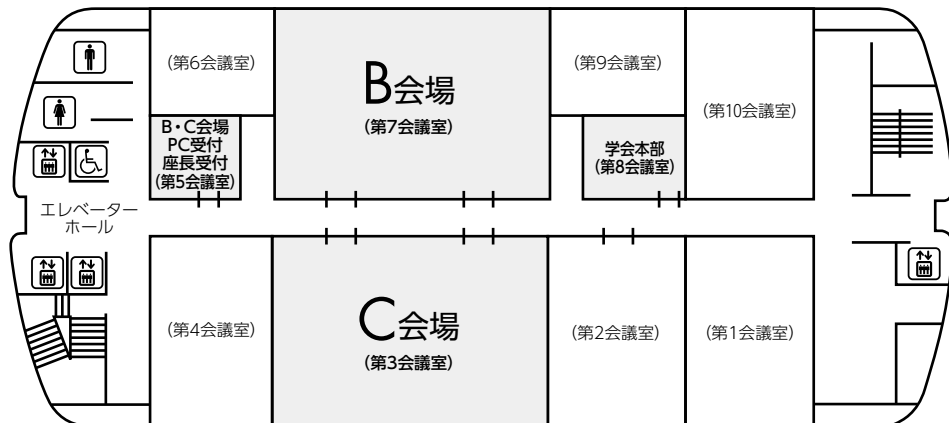 (第6会議室)
B会場
(第7会議室)
(第9会議室)
(第10会議室)
B・C会場
PC受付
座長受付
(第5会議室)
学会本部
(第8会議室)
エレベーター
ホール
(第4会議室)
C会場
(第3会議室)
(第2会議室)
(第1会議室)